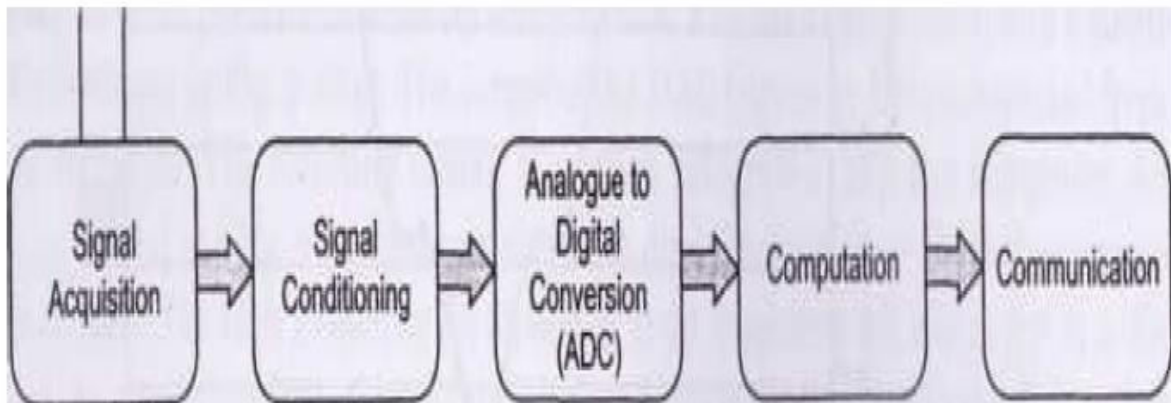 Signal
Acquisition
Signal
Conditioning
Analogue to
Digital
Conversion
(ADC)
Computation
Communication